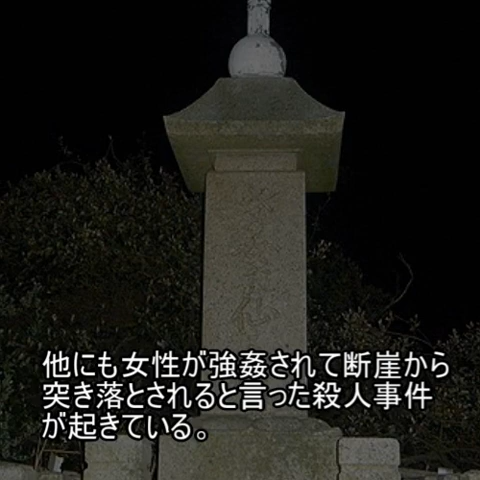 他にも女性が強姦されて断崖から
突き落とされると言った殺人事件
が起きている。